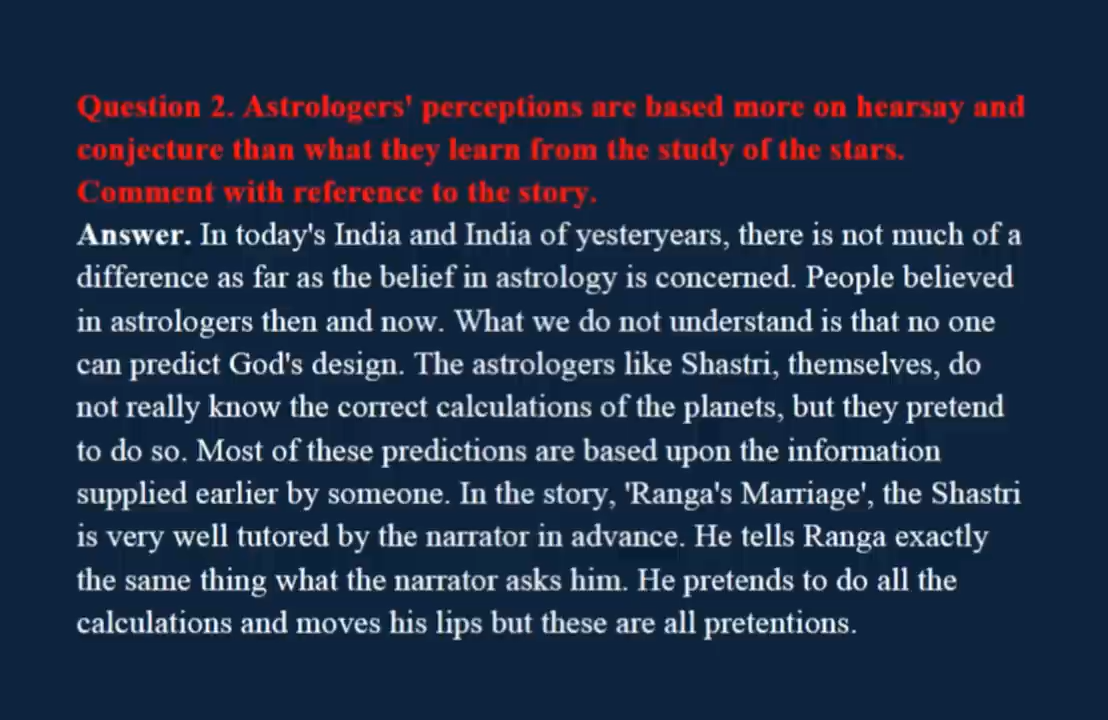 Question 2. Astrologers' perceptions are based more on hearsay and
conjecture than what they learn from the study of the stars.
Comment with reference to the story.
Answer. In today's India and India of yesteryears, there is not much of a
difference as far as the belief in astrology is concerned. People believed
in astrologers then and now. What we do not understand is that no one
can predict God's design. The astrologers like Shastri, themselves, do
not really know the correct calculations of the planets, but they pretend
to do so. Most of these predictions are based upon the information
supplied earlier by someone. In the story, 'Ranga's Marriage', the Shastri
is very well tutored by the narrator in advance. He tells Ranga exactly
the same thing what the narrator asks him. He pretends to do all the
calculations and moves his lips but these are all pretentions.